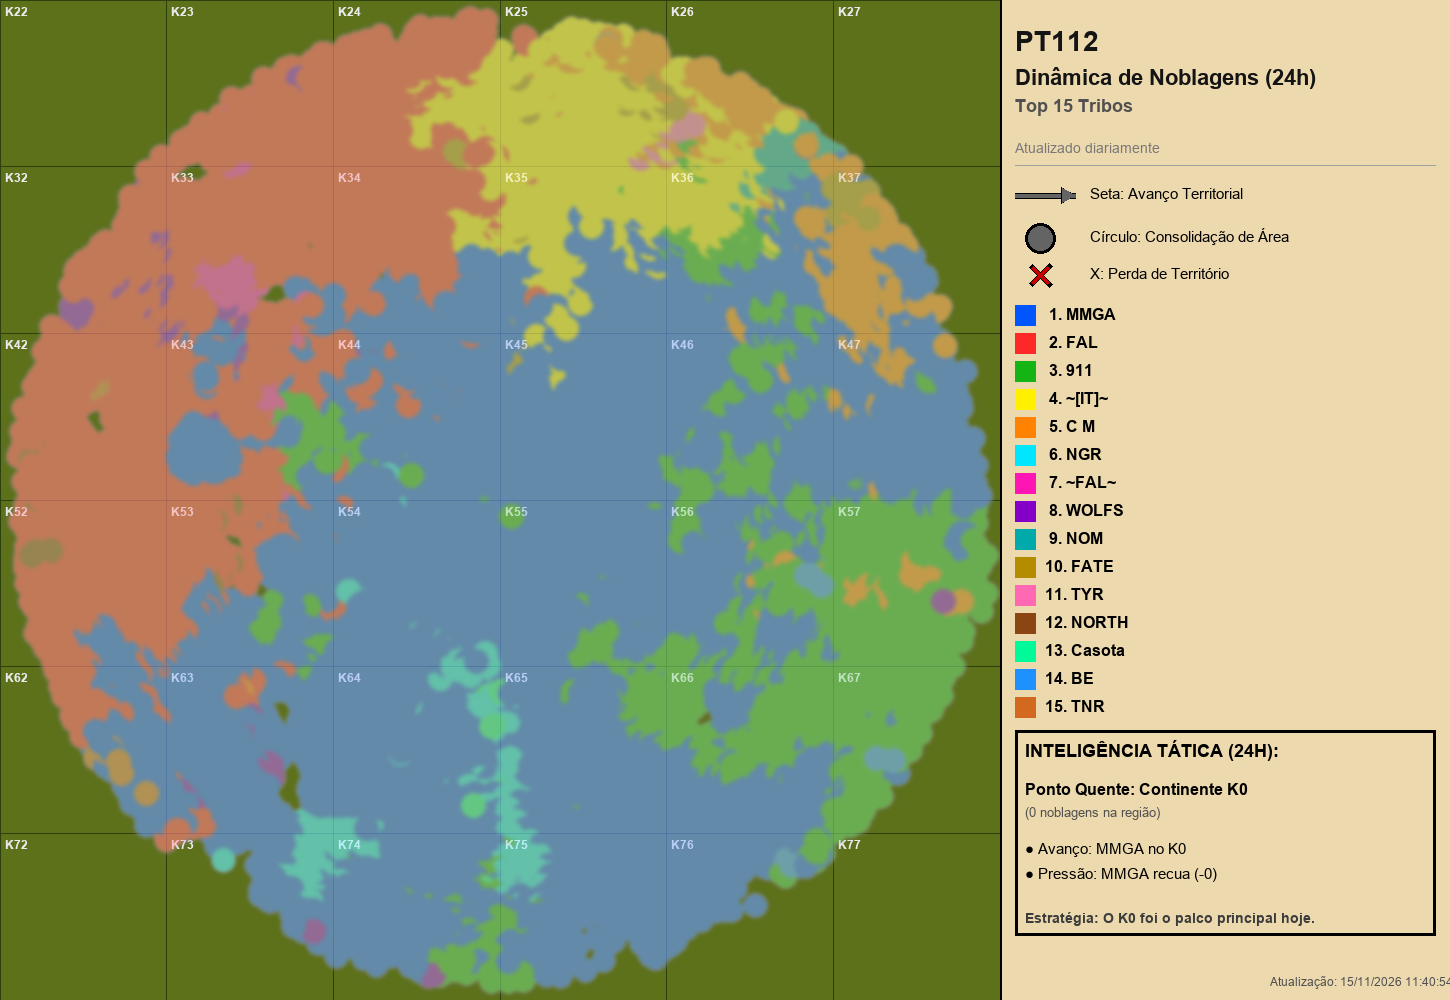 K22 K23 K24 K25 K26 K27
K32 K33 K34 K35 K36 K37
K42 K43 K44 K45 K46 K47
K52 K53 K54 K55 K56 K57
K62 K63 K64 K65 K66 K67
K72 K73 K74 K75 K76 K77
PT112
Dinâmica de Noblagens (24h)
Top 15 Tribos
Atualizado diariamente
Seta: Avanço Territorial
Círculo: Consolidação de Área
X: Perda de Território
1. MMGA
2. FAL
3. 911
4. ~[IT]~
5. C M
6. NGR
7. ~FAL~
8. WOLFS
9. NOM
10. FATE
11. TYR
12. NORTH
13. Casota
14. BE
15. TNR
INTELIGÊNCIA TÁTICA (24H):
Ponto Quente: Continente K0
(0 noblagens na região)
● Avanço: MMGA no K0
● Pressão: MMGA recua (-0)
Estratégia: O K0 foi o palco principal hoje.
Atualização: 15/11/2026 11:40:54